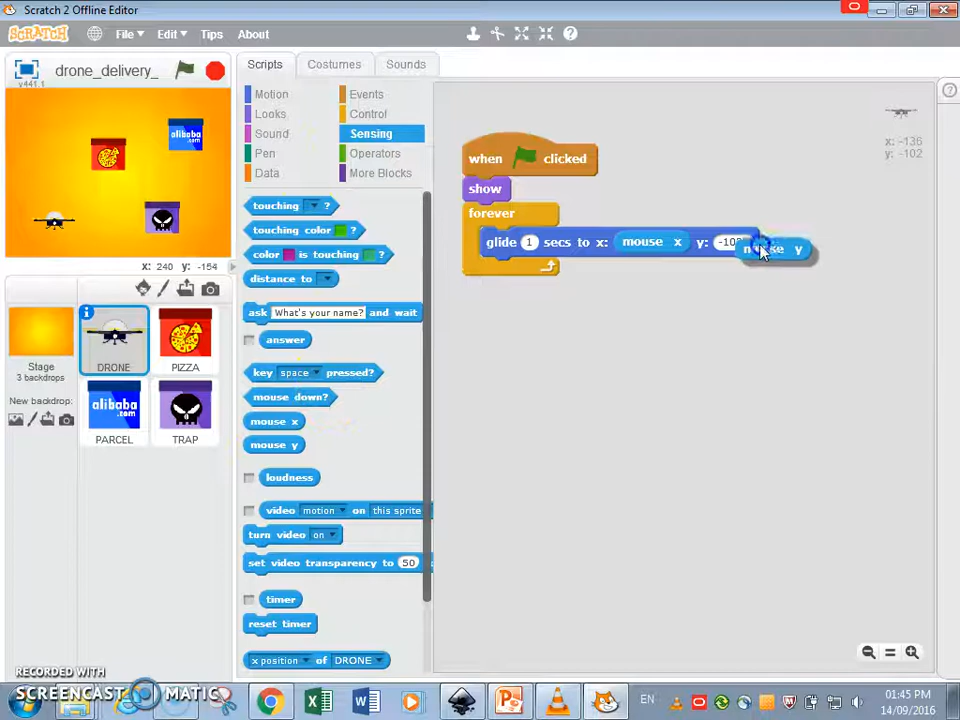 Scratch 2 Offline Editor
SCRATCH File Edit Tips About
drone_delivery_
v441.1
alibaba
.com
x: 240 y: -154
Stage
3 backdrops
New backdrop:
DRONE
PIZZA
alibaba
.com
PARCEL
TRAP
Scripts Costumes Sounds
Motion Events
Looks Control
Sound Sensing
Pen Operators
Data More Blocks
touching ?
touching color ?
color is touching ?
distance to
ask What's your name? and wait
answer
key space pressed?
mouse down?
mouse x
mouse y
loudness
video motion on this sprite
turn video on
set video transparency to 50
timer
reset timer
x position of DRONE
when clicked
show
forever
glide 1 secs to x: mouse x y: -102
y
x: -136
y: -102
RECORDED WITH
SCREENCAST MATIC
EN
01:45 PM
14/09/2016